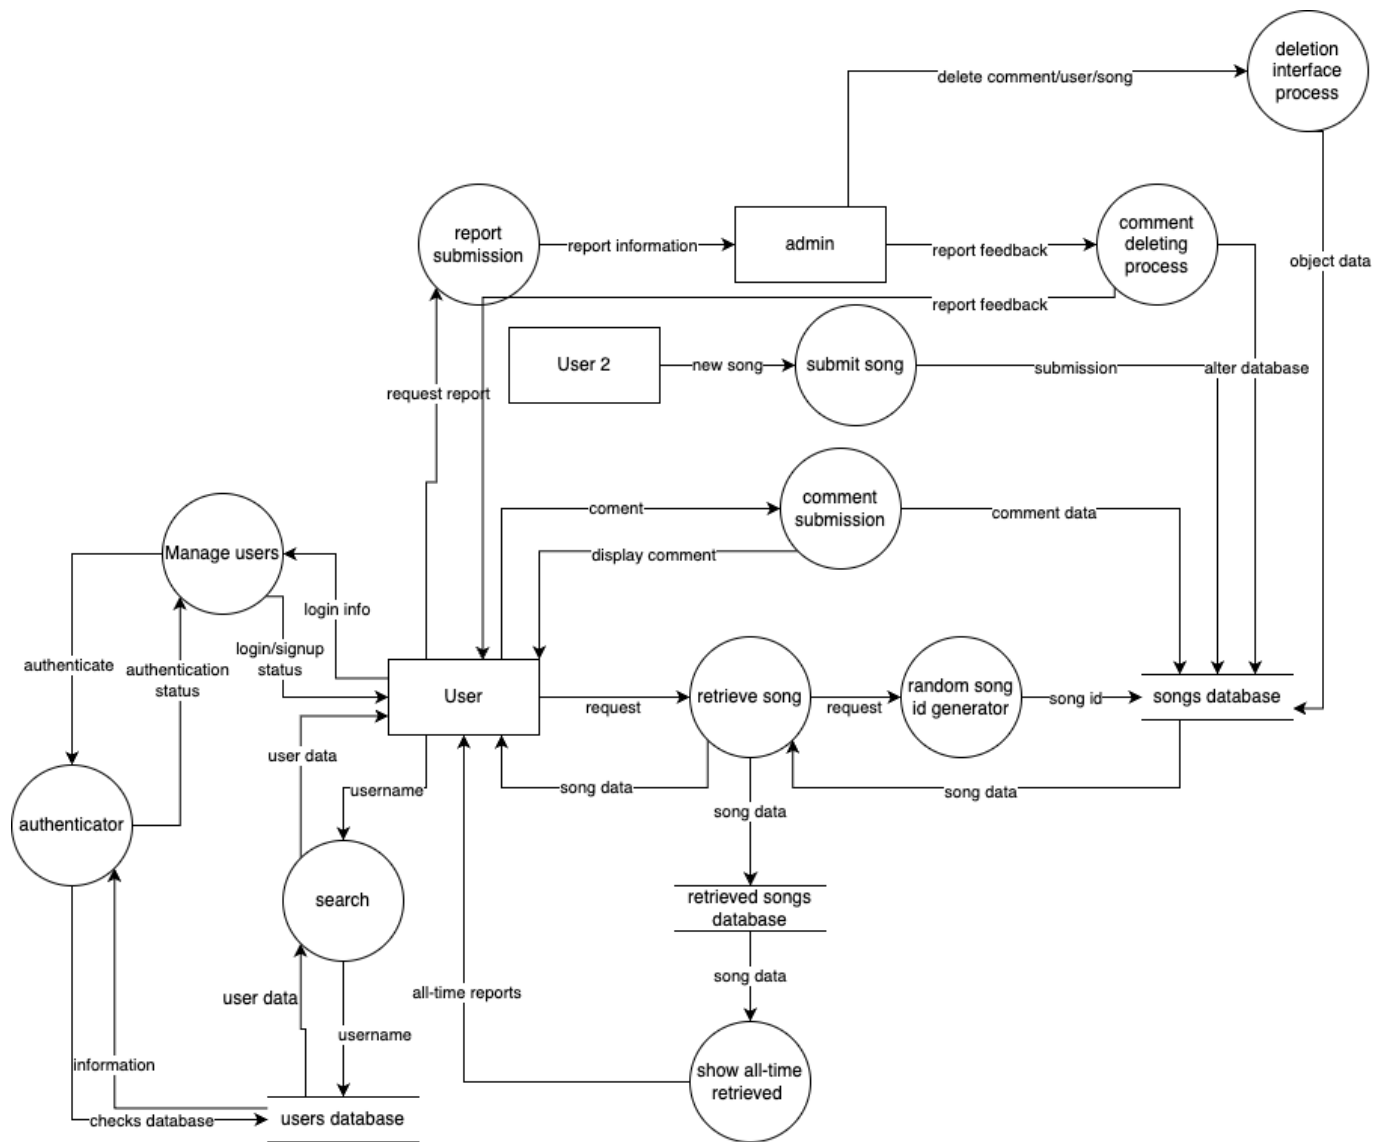 deletion
interface
process
delete comment/user/song
report
submission
report information
admin
report feedback
comment
deleting
process
object data
report feedback
User 2
new song
submit song
submission
alter database
request report
comment
submission
coment
comment data
display comment
Manage users
login info
login/signup
status
authenticate
authentication
status
User
request
retrieve song
request
random song
id generator
song id
songs database
user data
username
song data
song data
song data
authenticator
search
retrieved songs
database
song data
all-time reports
user data
username
information
show all-time
retrieved
checks database
users database